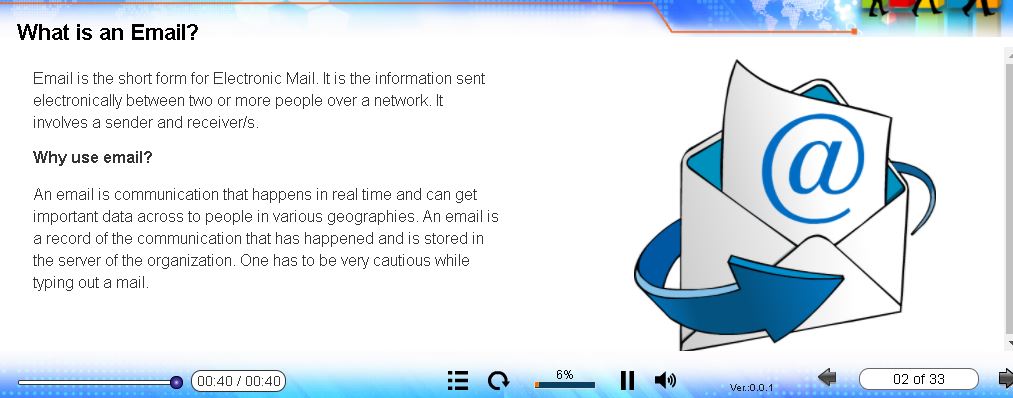 What is an Email?
Email is the short form for Electronic Mail. It is the information sent
electronically between two or more people over a network. It
involves a sender and receiver/s.
Why use email?
An email is communication that happens in real time and can get
important data across to people in various geographies. An email is
a record of the communication that has happened and is stored in
the server of the organization. One has to be very cautious while
typing out a mail.
@
00:40 / 00:40
6%
Ver.:0.0.1
02 of 33